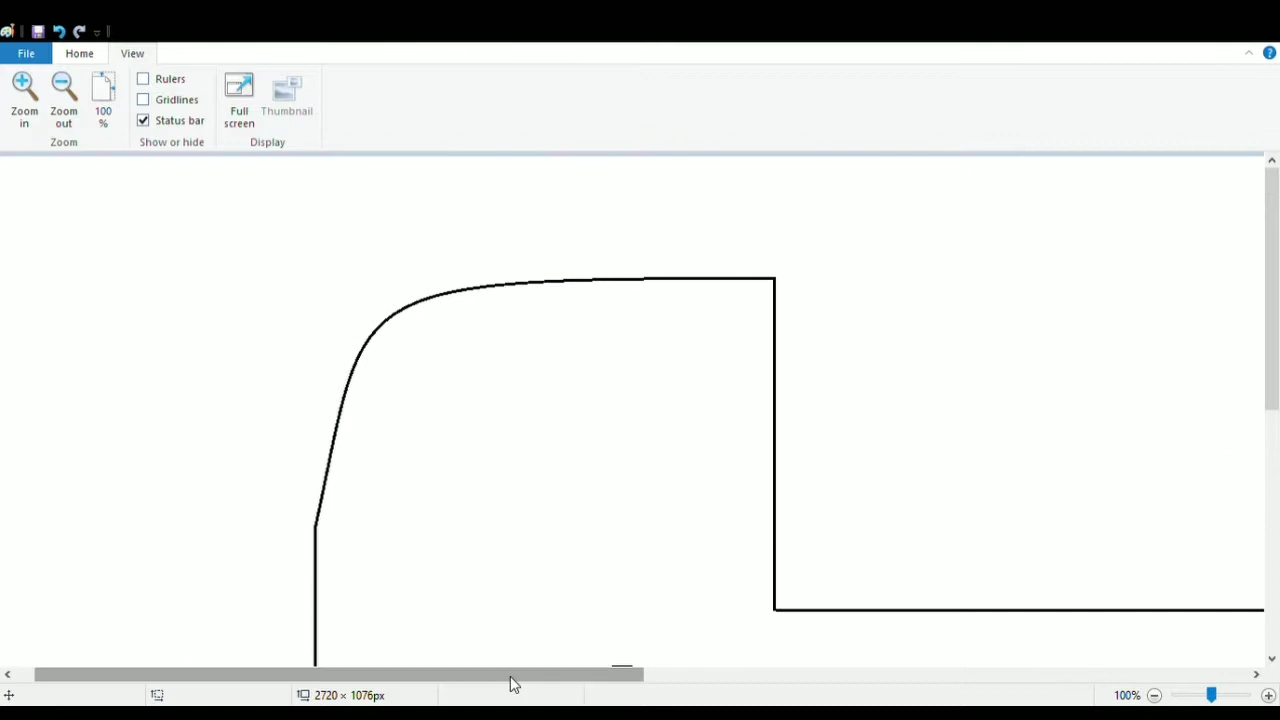 File Home View
Zoom in
Zoom out
100 %
Rulers
Gridlines
Status bar
Full screen
Thumbnail
Zoom
Show or hide
Display
2720 × 1076px
100%